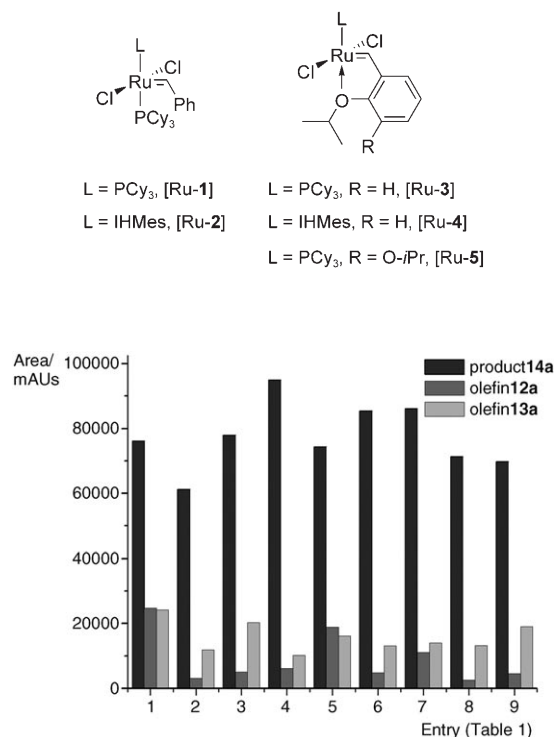 L
Cl
Ru
Cl
Ph
PCy₃
L
Cl
Ru
Cl
O
R
L = PCy₃, [Ru-1]
L = IHMes, [Ru-2]
L = PCy₃, R = H, [Ru-3]
L = IHMes, R = H, [Ru-4]
L = PCy₃, R = O-iPr, [Ru-5]
Area/
mAUs
100000
80000
60000
40000
20000
0
product14a
olefin12a
olefin13a
1 2 3 4 5 6 7 8 9
Entry (Table 1)